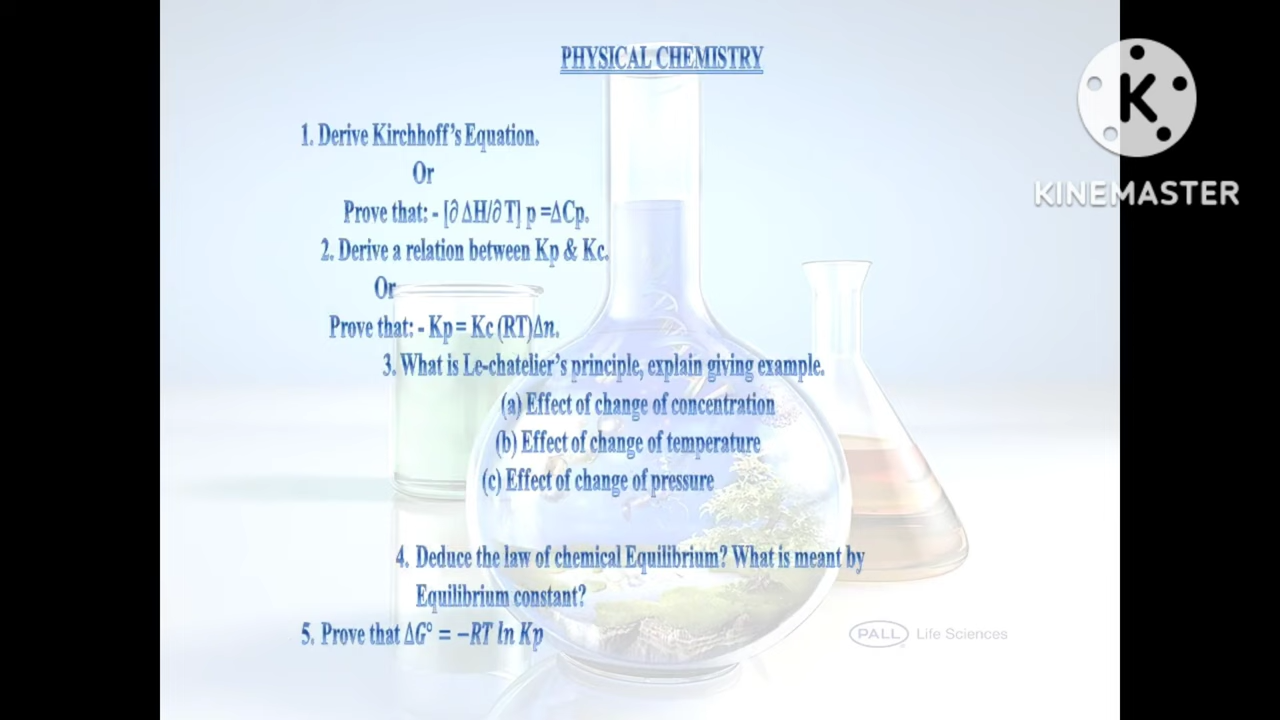 PHYSICAL CHEMISTRY
1. Derive Kirchhoff's Equation.
Or
Prove that: - [∂ ΔH/∂ T] p =ΔCp.
2. Derive a relation between Kp & Kc.
Or
Prove that: - Kp = Kc (RT)Δn.
3. What is Le-chatelier's principle, explain giving example.
(a) Effect of change of concentration
(b) Effect of change of temperature
(c) Effect of change of pressure
4. Deduce the law of chemical Equilibrium? What is meant by
Equilibrium constant?
5. Prove that ΔG° = −RT ln Kp
K
KINEMASTER
PALL Life Sciences